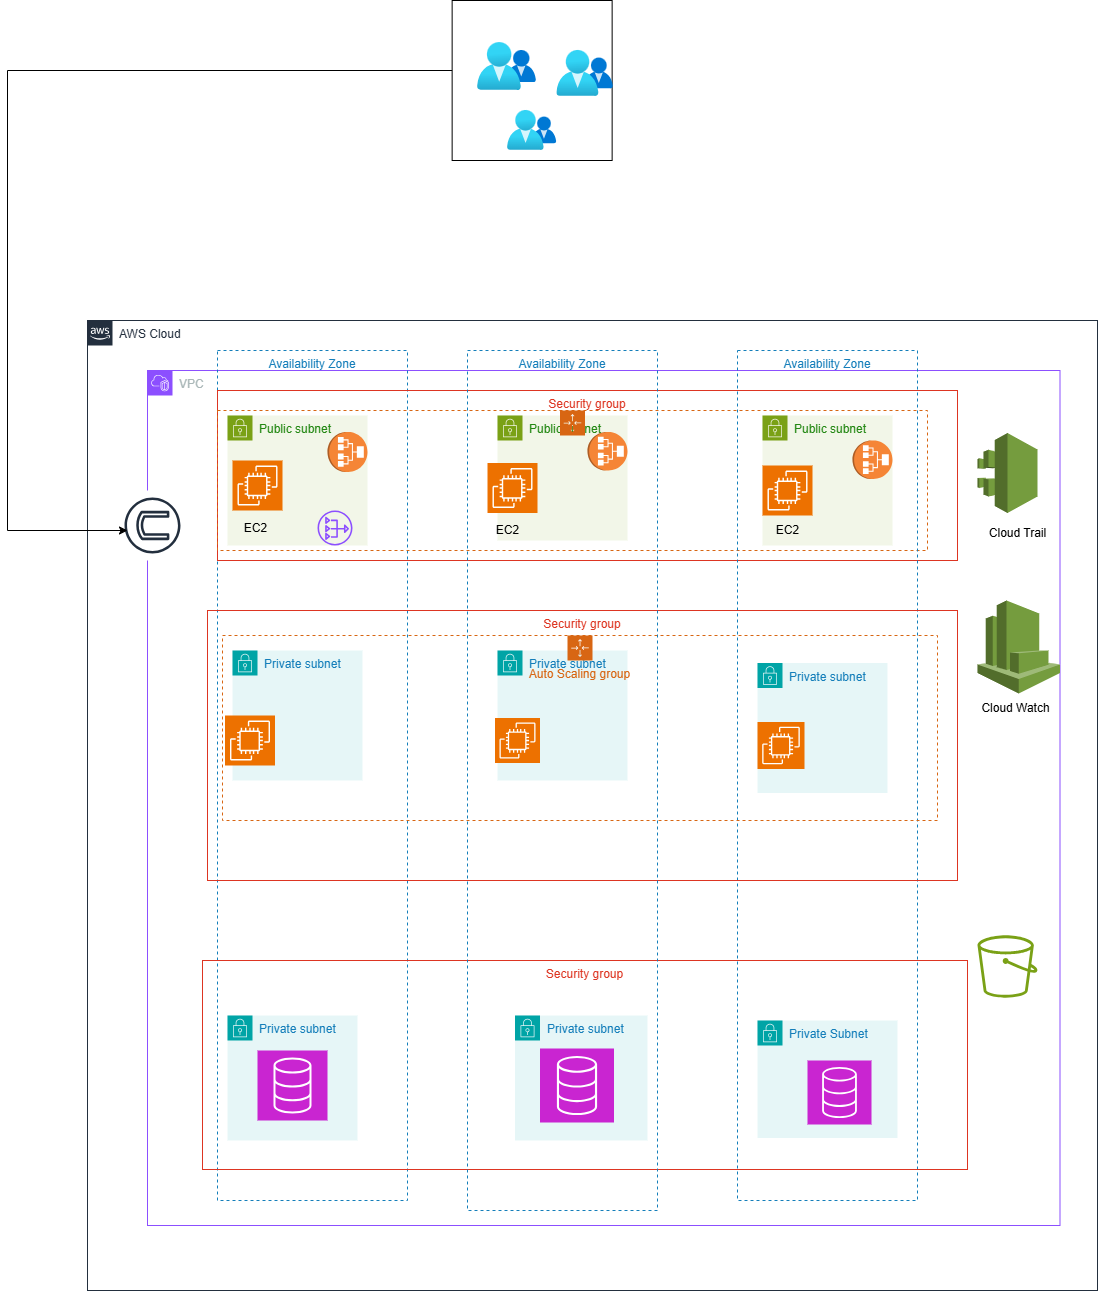 aws
AWS Cloud
Availability Zone
Availability Zone
Availability Zone
VPC
Security group
Public subnet
Public subnet
Public subnet
EC2
EC2
EC2
Cloud Trail
Security group
Private subnet
Private subnet
Auto Scaling group
Private subnet
Cloud Watch
Security group
Private subnet
Private subnet
Private Subnet